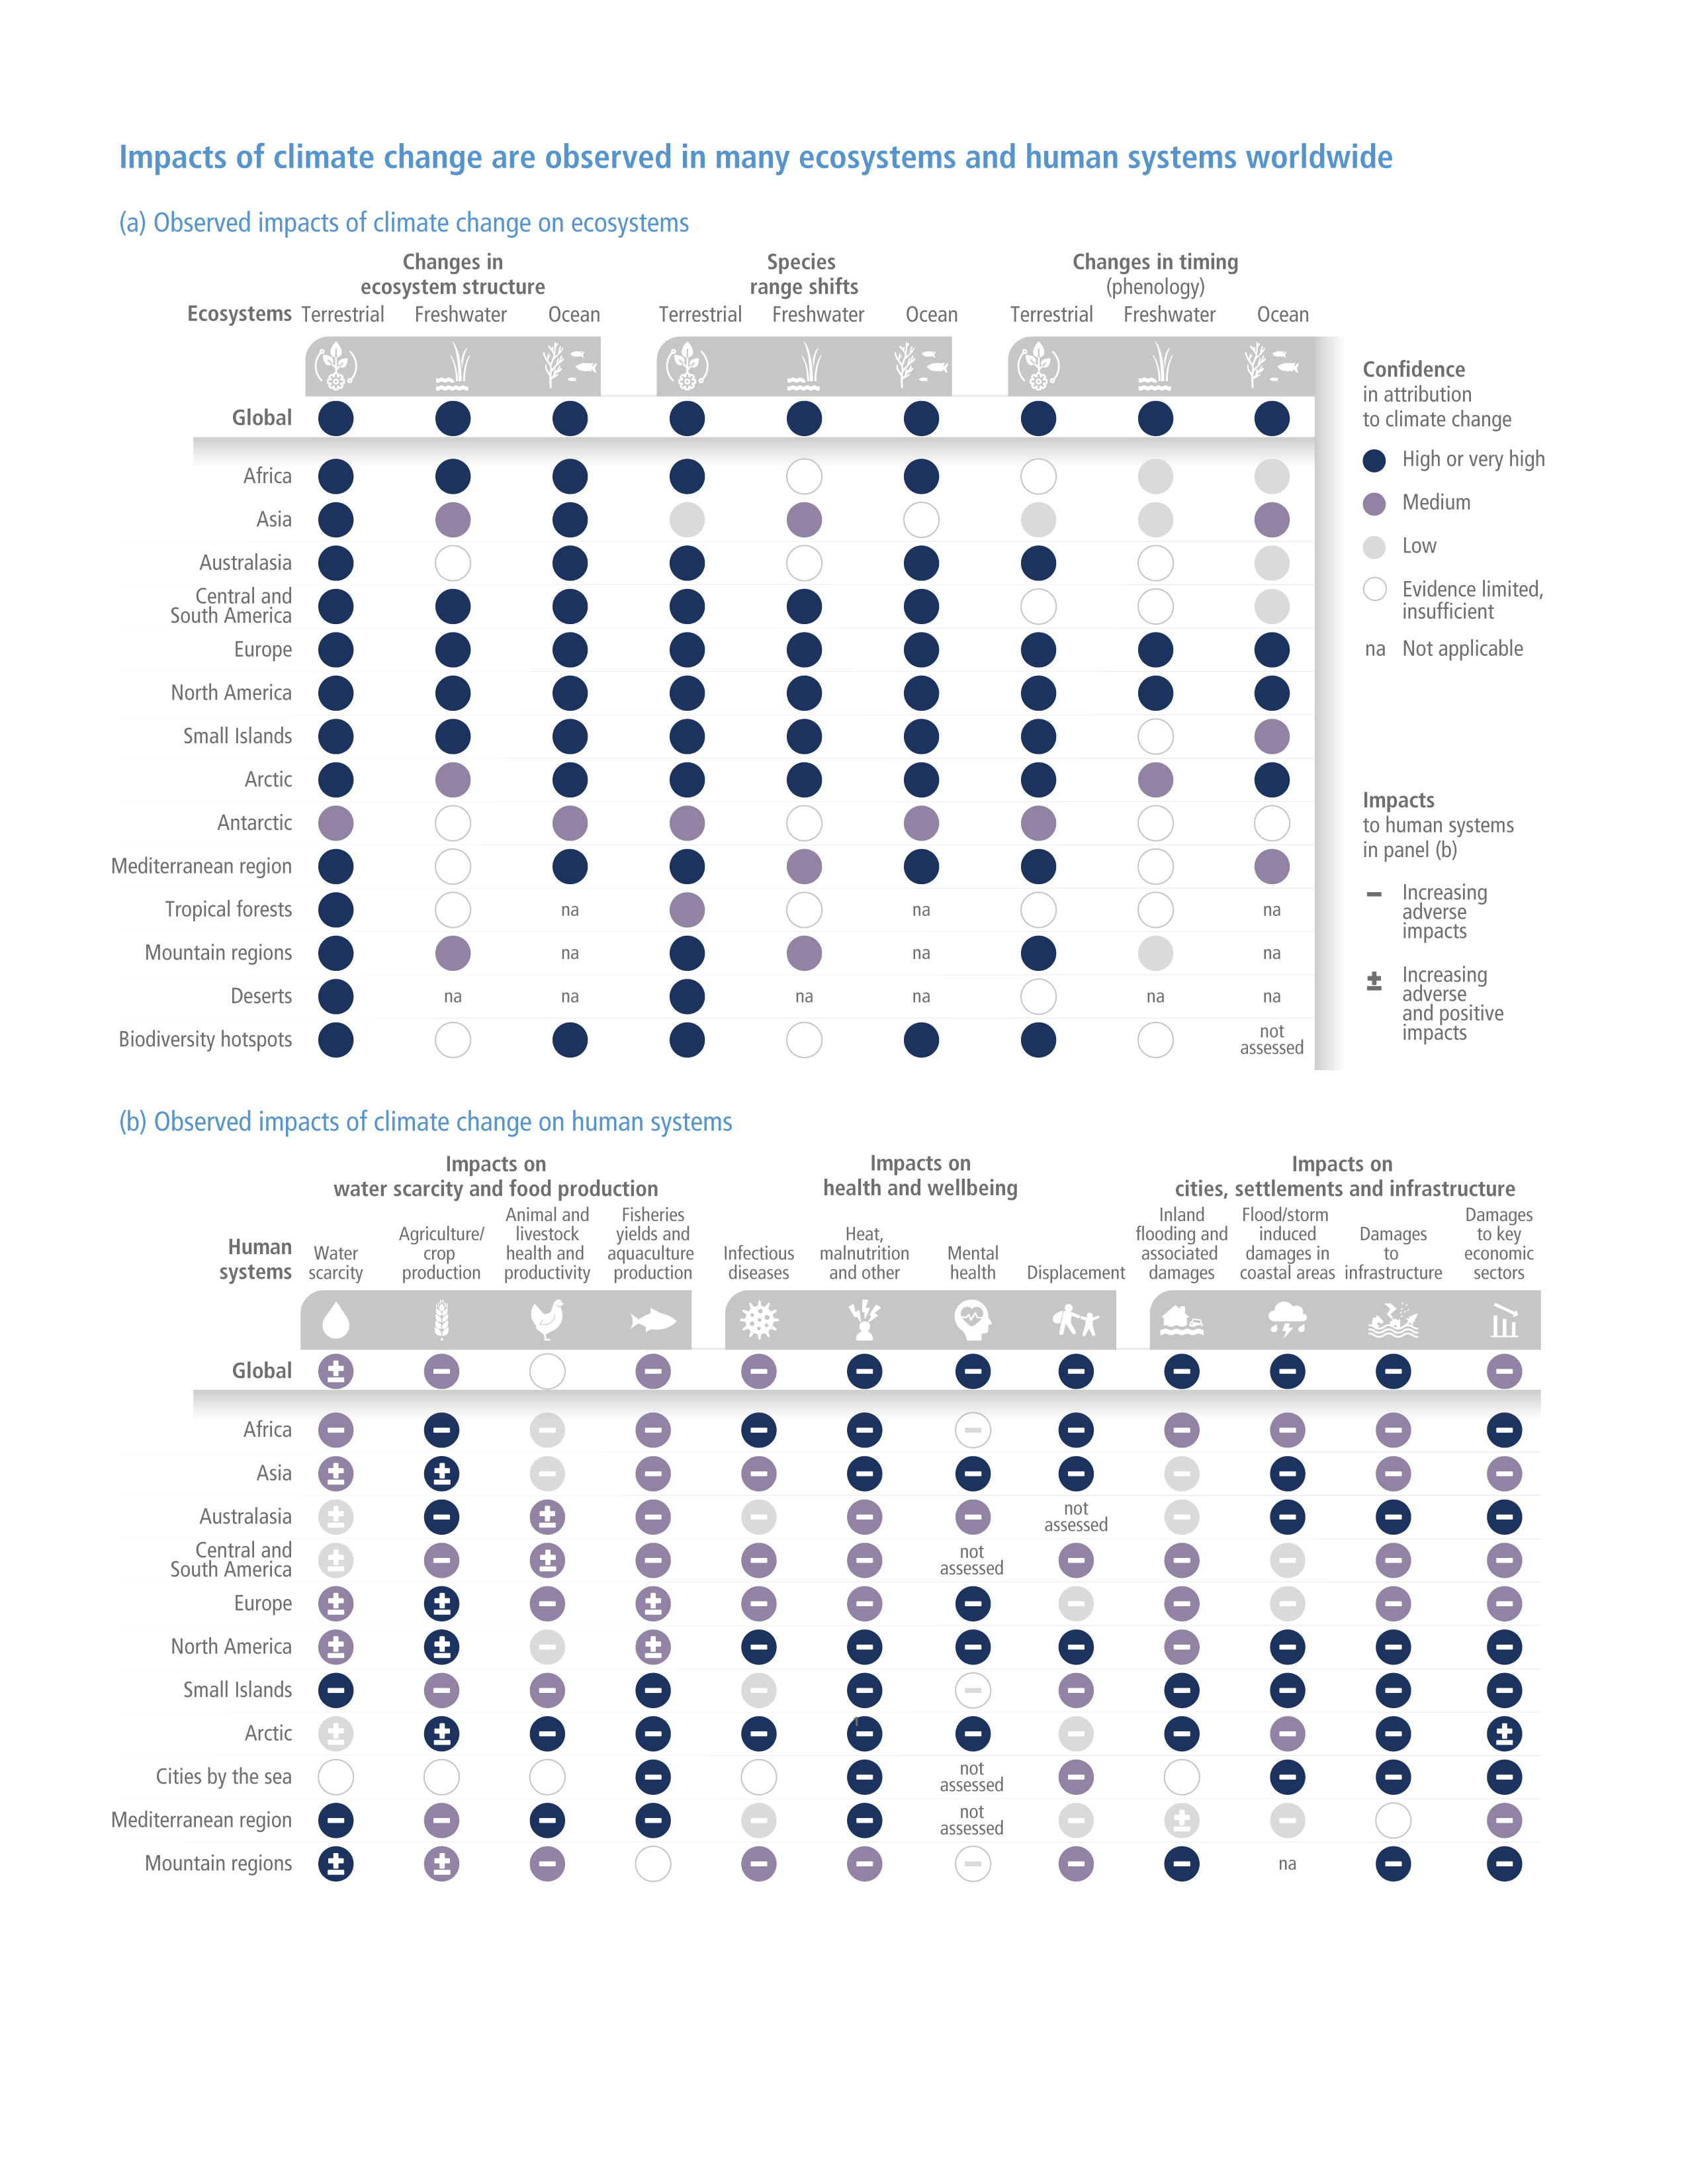 Impacts of climate change are observed in many ecosystems and human systems worldwide
(a) Observed impacts of climate change on ecosystems
Changes in
ecosystem structure
Species
range shifts
Changes in timing
(phenology)
Ecosystems Terrestrial Freshwater Ocean Terrestrial Freshwater Ocean Terrestrial Freshwater Ocean
Global
Africa
Asia
Australasia
Central and
South America
Europe
North America
Small Islands
Arctic
Antarctic
Mediterranean region
Tropical forests na na na
Mountain regions na na na
Deserts na na na na na na
Biodiversity hotspots not
assessed
Confidence
in attribution
to climate change
High or very high
Medium
Low
Evidence limited,
insufficient
na Not applicable
Impacts
to human systems
in panel (b)
− Increasing
adverse
impacts
± Increasing
adverse
and positive
impacts
(b) Observed impacts of climate change on human systems
Impacts on
water scarcity and food production
Impacts on
health and wellbeing
Impacts on
cities, settlements and infrastructure
Human
systems
Water
scarcity
Agriculture/
crop
production
Animal and
livestock
health and
productivity
Fisheries
yields and
aquaculture
production
Infectious
diseases
Heat,
malnutrition
and other
Mental
health
Displacement
Inland
flooding and
associated
damages
Flood/storm
induced
damages in
coastal areas
Damages
to
infrastructure
Damages
to key
economic
sectors
Global ± − − − − − − − − − −
Africa − − − − − − − − − − − −
Asia ± ± − − − − − − − − − −
Australasia ± − ± − − − − not
assessed − − − −
Central and
South America ± − ± − − − not
assessed − − − − −
Europe ± ± − ± − − − − − − − −
North America ± ± − ± − − − − − − − −
Small Islands − − − − − − − − − − − −
Arctic ± ± − − − − − − − − − ±
Cities by the sea − − not
assessed − − − −
Mediterranean region − − − − − − not
assessed − ± − −
Mountain regions ± ± − − − − − − na − −